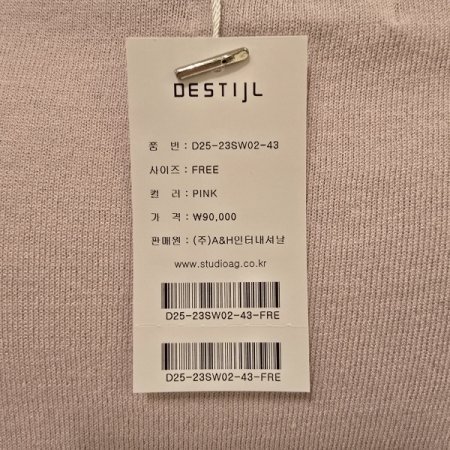 DESTIJL
품 번 : D25-23SW02-43
사이즈 : FREE
컬 러 : PINK
가 격 : ₩90,000
판매원 : (주)A&H인터내셔날
www.studioag.co.kr
D25-23SW02-43-FRE
D25-23SW02-43-FRE